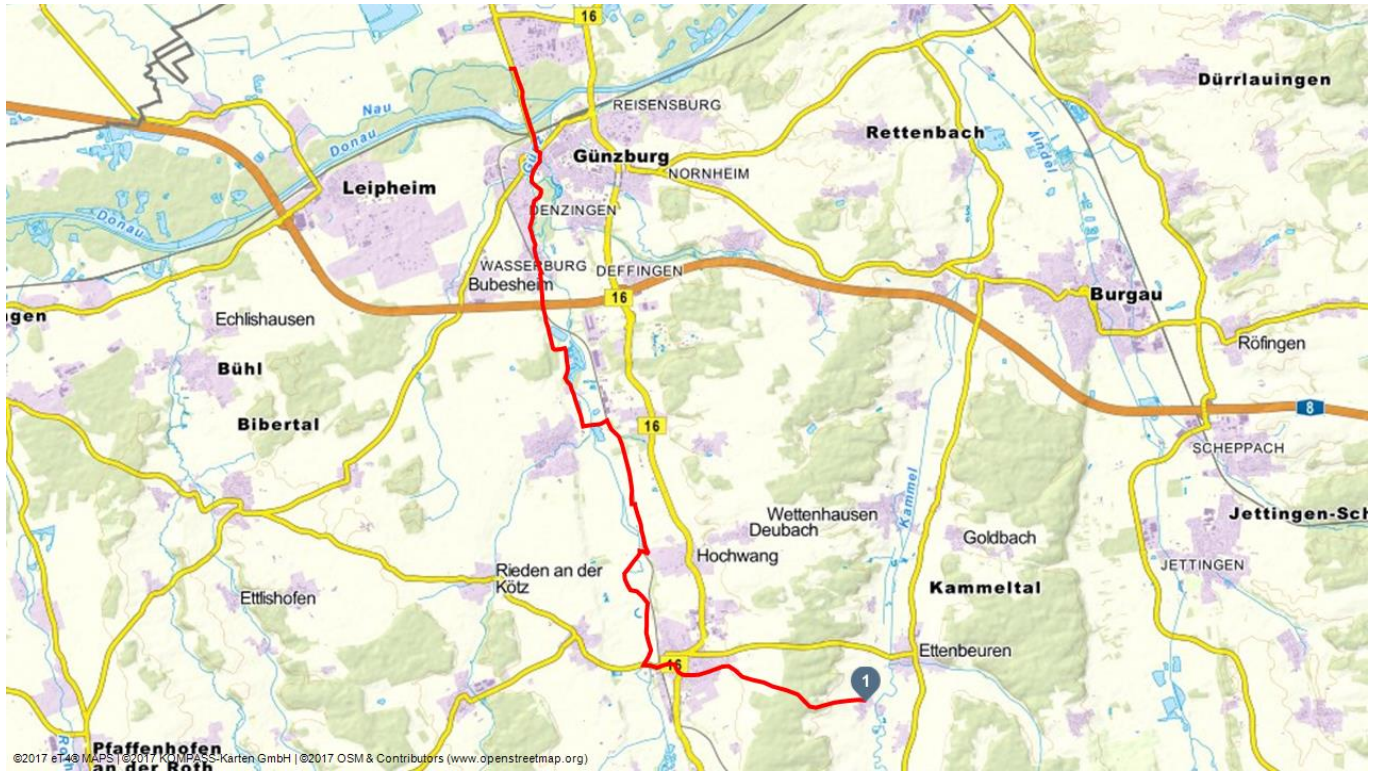 16
Dürrlauingen
Nau
Donau
REISENSBURG
Rettenbach
Günzburg
NORNHEIM
Leipheim
DENZINGEN
Donau
WASSERBURG
DEFFINGEN
Bubesheim
16
Burgau
gen
Echlishausen
Röfingen
Bühl
8
Bibertal
16
SCHEPPACH
Kammel
Wettenhausen
Deubach
Jettingen-Sch
Goldbach
Hochwang
JETTINGEN
Rieden an der
Kötz
Kammeltal
Ettlishofen
Ettenbeuren
16
1
Pfaffenhofen
an der Roth
©2017 eT4® MAPS | ©2017 KOMPASS-Karten GmbH | ©2017 OSM & Contributors (www.openstreetmap.org)